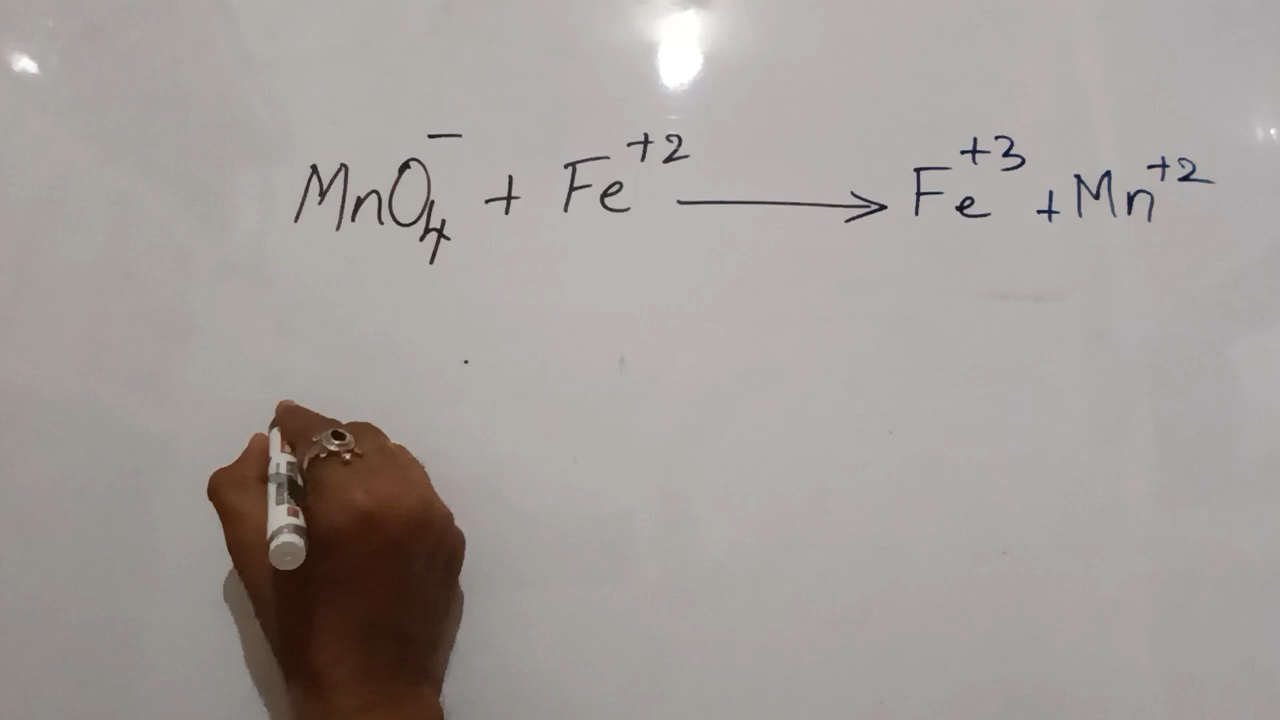 MnO₄⁻ + Fe⁺² ⟶ Fe⁺³ + Mn⁺²